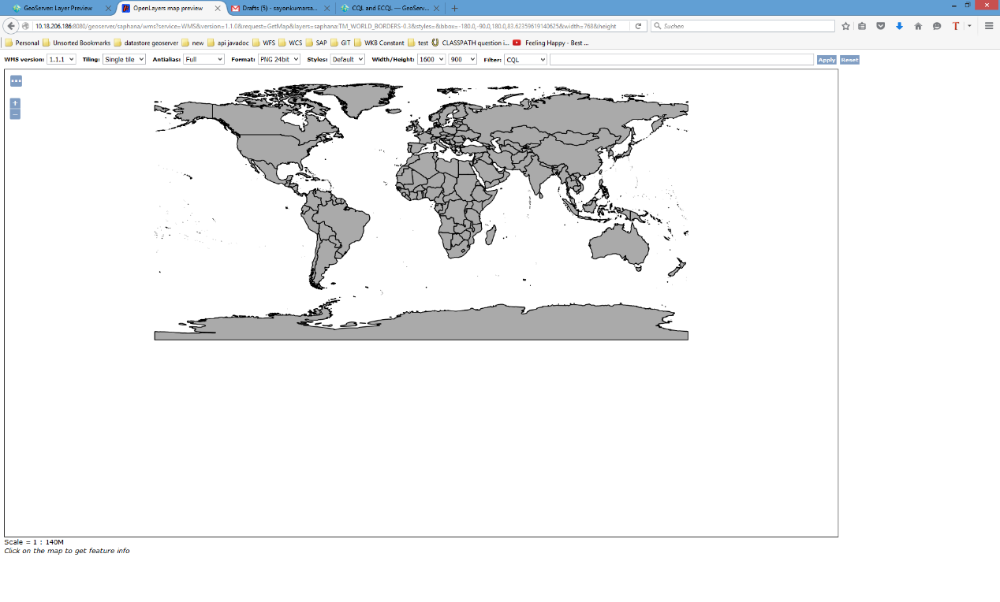 GeoServer: Layer Preview
OpenLayers map preview
Drafts (5) - sayonkumarsa...
CQL and ECQL — GeoServ...
10.18.206.186:8080/geoserver/saphana/wms?service=WMS&version=1.1.0&request=GetMap&layers=saphana:TM_WORLD_BORDERS-0.3&styles=&bbox=-180.0,-90.0,180.0,83.62359619140625&width=768&height
Suchen
Personal Unsorted Bookmarks datastore geoserver new api javadoc WFS WCS SAP GIT WKB Constant test CLASSPATH question i... Feeling Happy - Best ...
WMS version: 1.1.1 Tiling: Single tile Antialias: Full Format: PNG 24bit Styles: Default Width/Height: 1600 900 Filter: CQL Apply Reset
Scale = 1 : 140M
Click on the map to get feature info